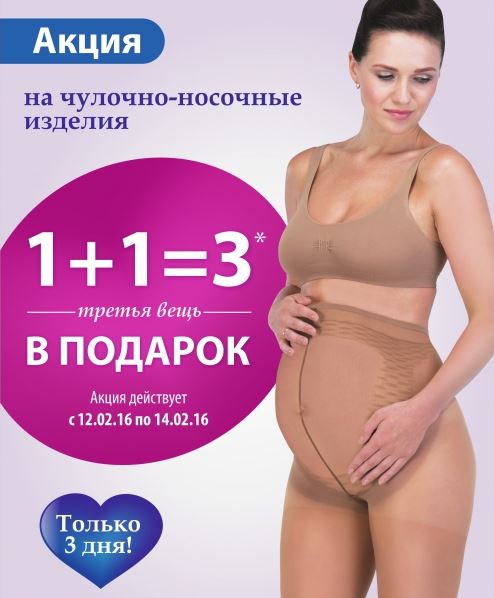 Акция
на чулочно-носочные
изделия
1+1=3*
третья вещь
В ПОДАРОК
Акция действует
с 12.02.16 по 14.02.16
Только
3 дня!